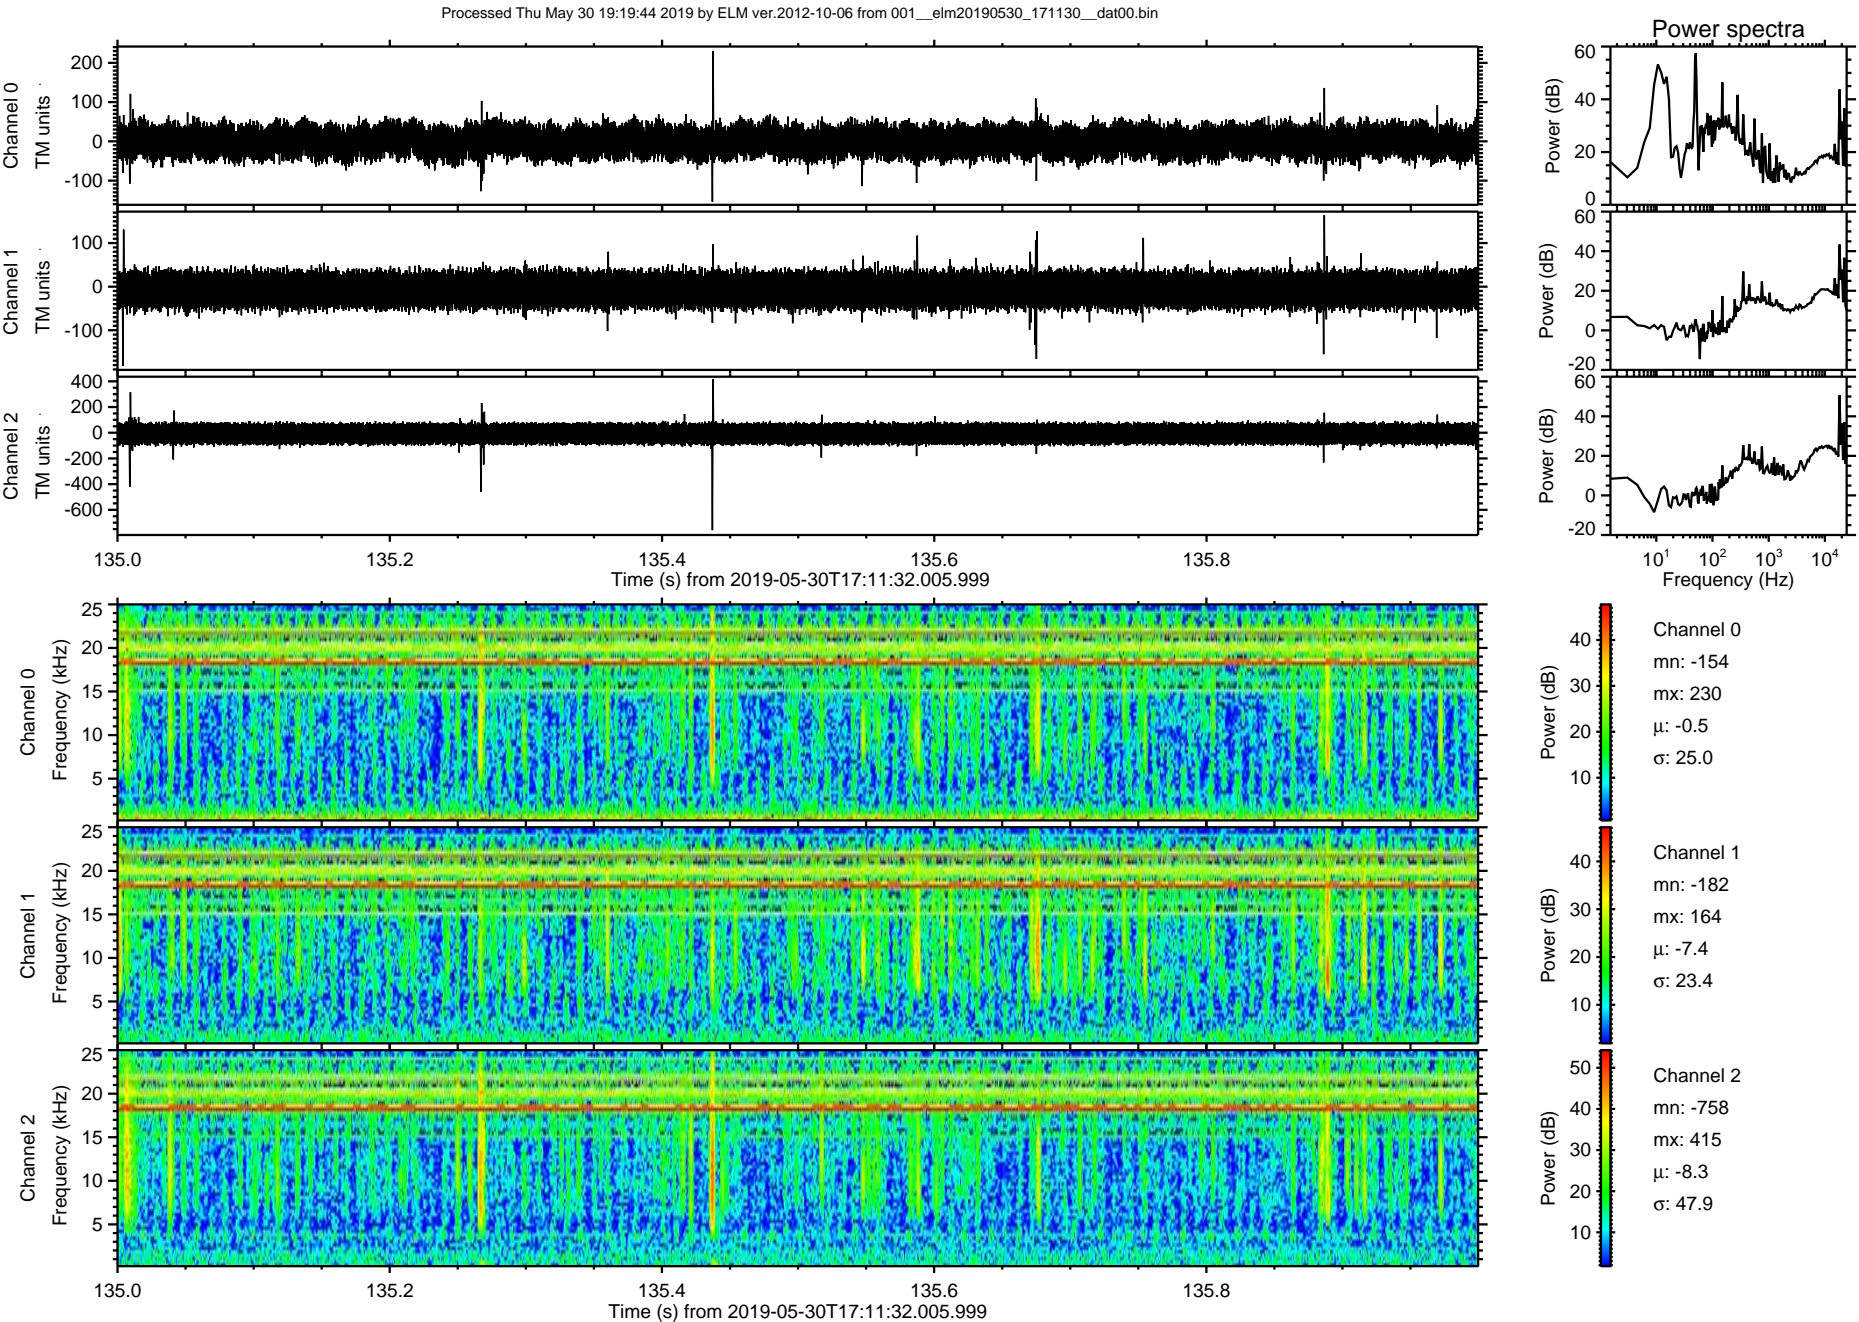 Processed Thu May 30 19:19:44 2019 by ELM ver.2012-10-06 from 001__elm20190530_171130__dat00.bin
Power spectra
Channel 0
TM units
200
100
0
-100
Power (dB)
60
40
20
0
Channel 1
TM units
100
0
-100
Power (dB)
60
40
20
0
-20
Channel 2
TM units
400
200
0
-200
-400
-600
Power (dB)
60
40
20
0
-20
135.0 135.2 135.4 135.6 135.8
Time (s) from 2019-05-30T17:11:32.005.999
10¹ 10² 10³ 10⁴
Frequency (Hz)
Channel 0
Frequency (kHz)
25
20
15
10
5
Power (dB)
40
30
20
10
Channel 0
mn: -154
mx: 230
μ: -0.5
σ: 25.0
Channel 1
Frequency (kHz)
25
20
15
10
5
Power (dB)
40
30
20
10
Channel 1
mn: -182
mx: 164
μ: -7.4
σ: 23.4
Channel 2
Frequency (kHz)
25
20
15
10
5
Power (dB)
50
40
30
20
10
Channel 2
mn: -758
mx: 415
μ: -8.3
σ: 47.9
135.0 135.2 135.4 135.6 135.8
Time (s) from 2019-05-30T17:11:32.005.999